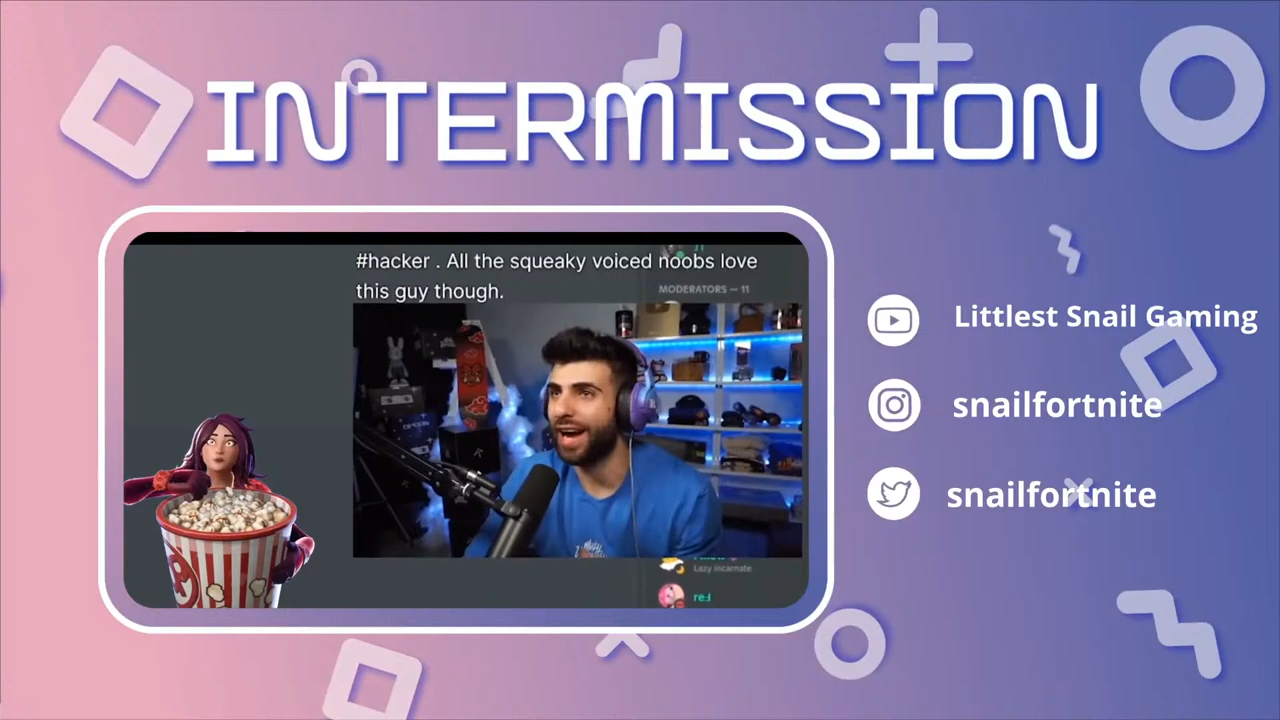 INTERMISSION
#hacker . All the squeaky voiced noobs love
this guy though.
MODERATORS — 11
Lazy incarnate
Littlest Snail Gaming
snailfortnite
snailfortnite